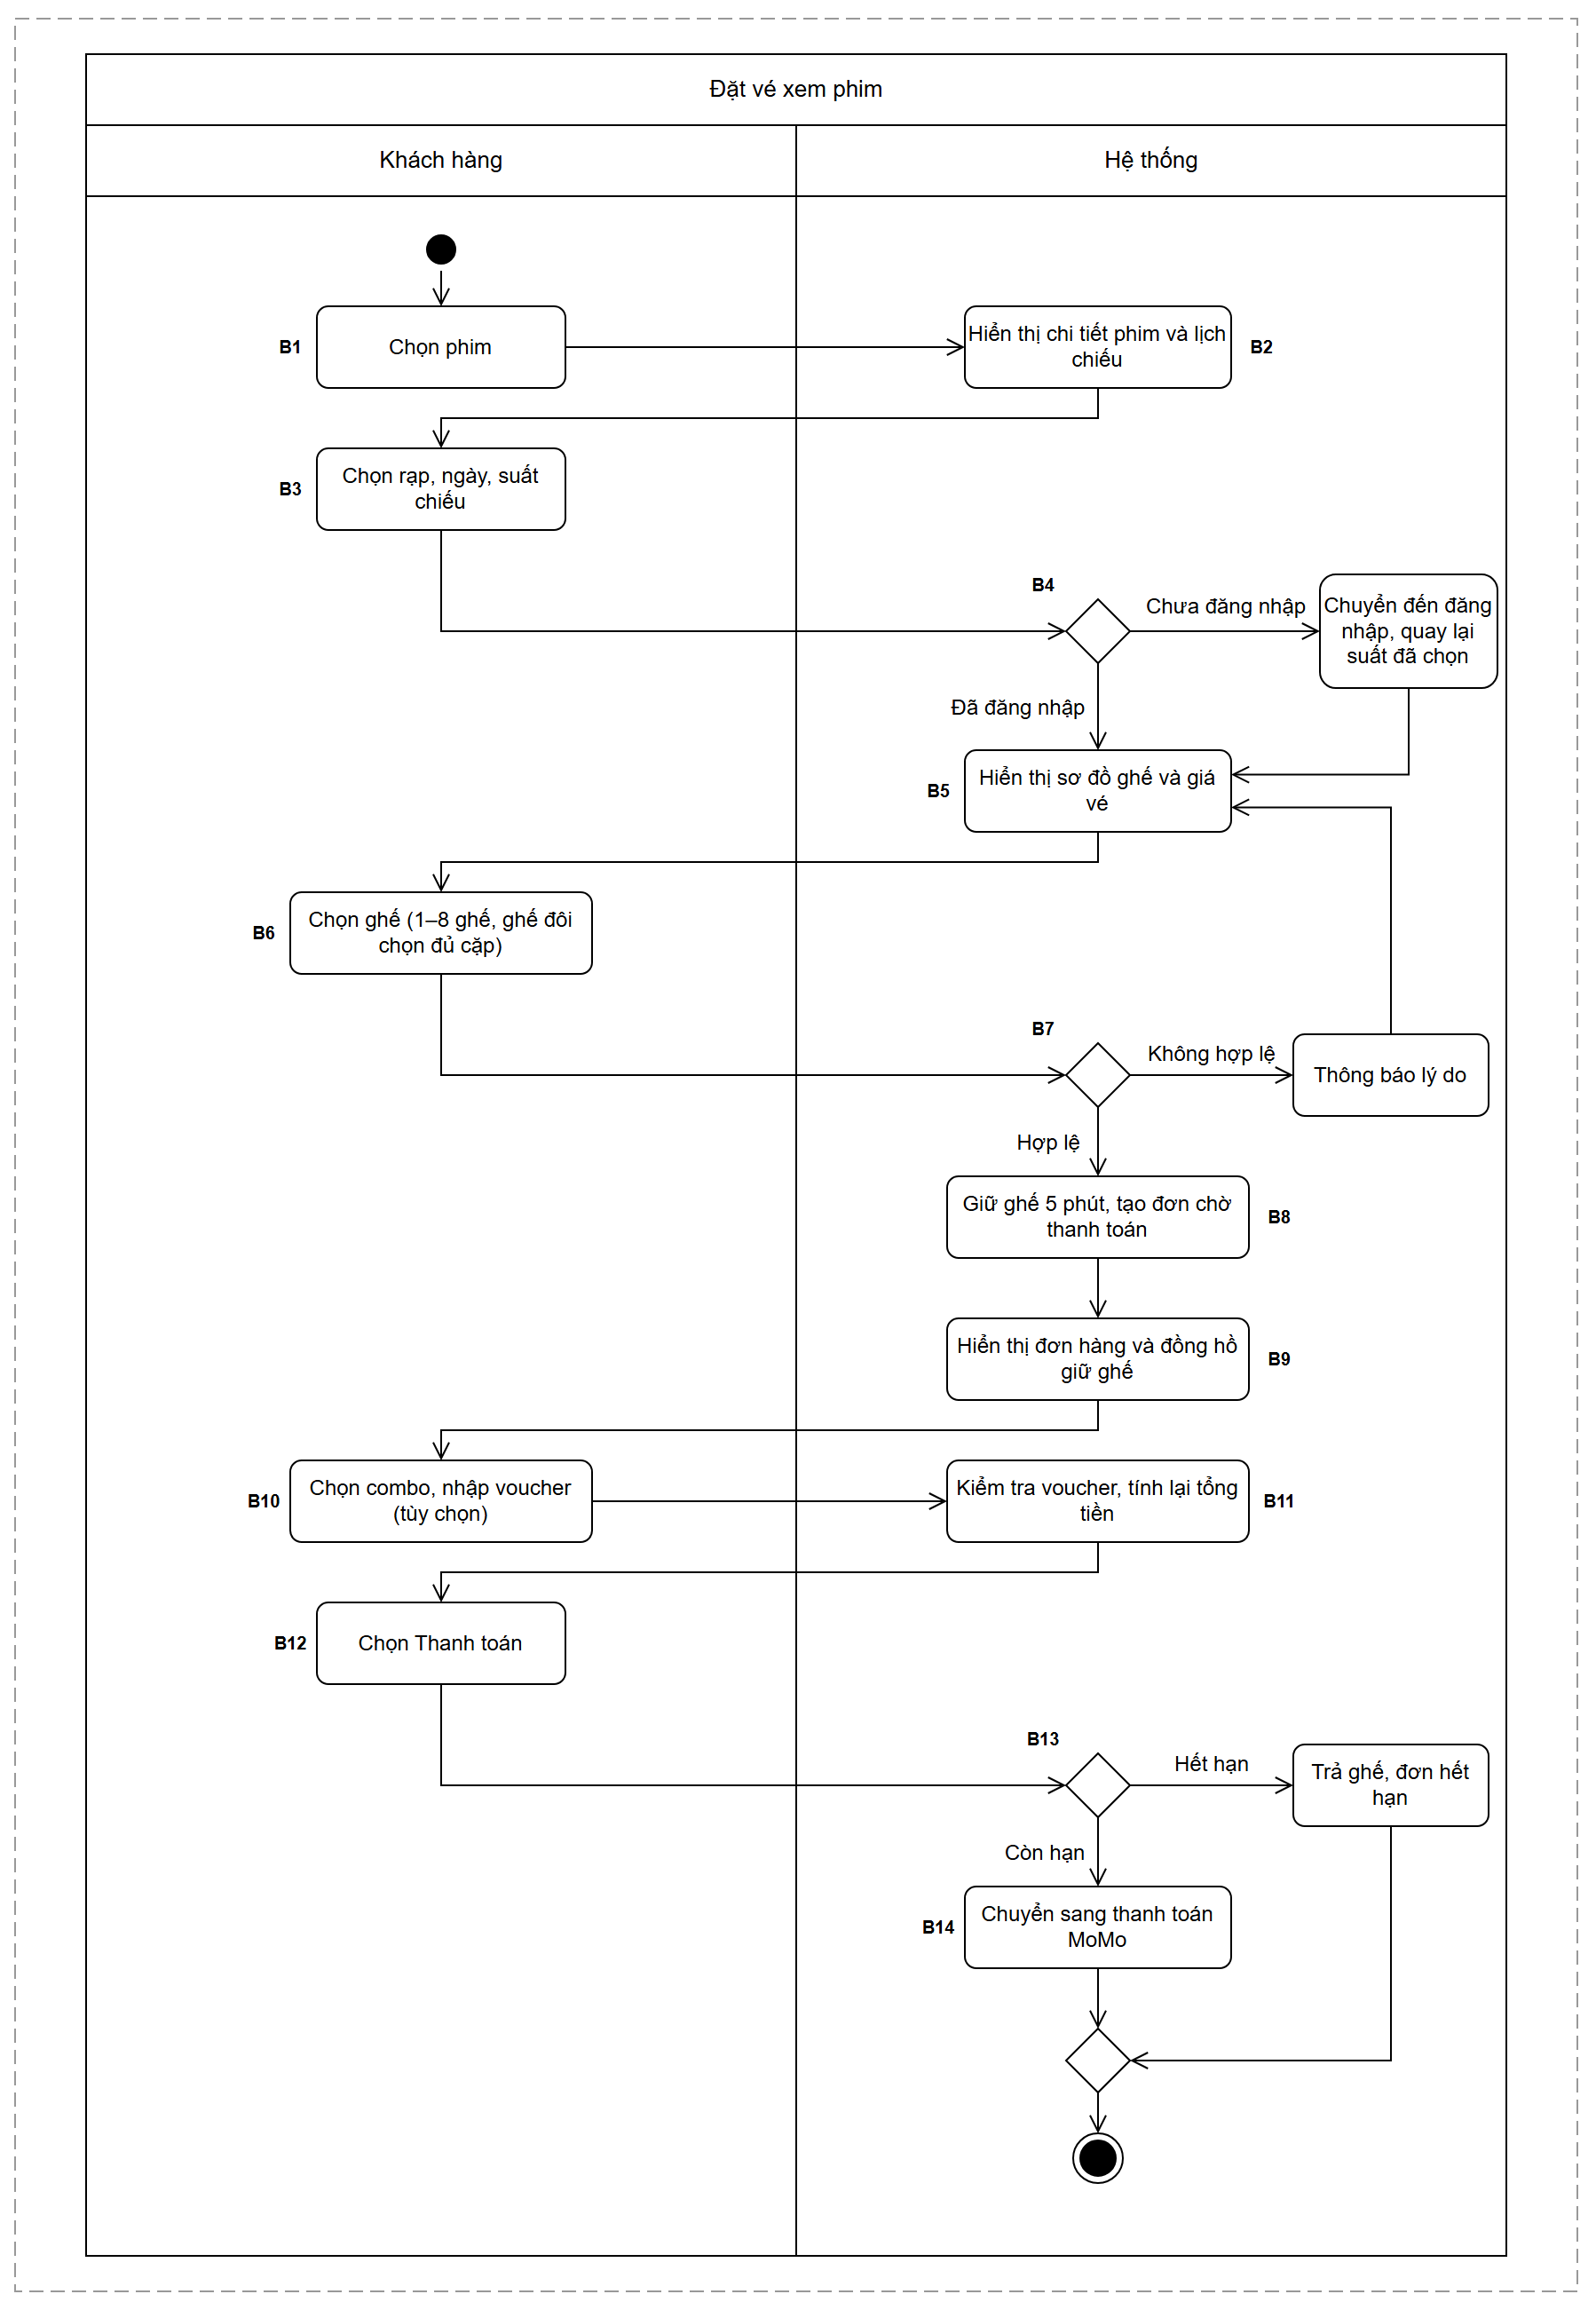 Đặt vé xem phim
Khách hàng
Hệ thống
B1
Chọn phim
Hiển thị chi tiết phim và lịch
chiếu
B2
B3
Chọn rạp, ngày, suất
chiếu
B4
Chưa đăng nhập
Chuyển đến đăng
nhập, quay lại
suất đã chọn
Đã đăng nhập
B5
Hiển thị sơ đồ ghế và giá
vé
B6
Chọn ghế (1–8 ghế, ghế đôi
chọn đủ cặp)
B7
Không hợp lệ
Thông báo lý do
Hợp lệ
Giữ ghế 5 phút, tạo đơn chờ
thanh toán
B8
Hiển thị đơn hàng và đồng hồ
giữ ghế
B9
B10
Chọn combo, nhập voucher
(tùy chọn)
Kiểm tra voucher, tính lại tổng
tiền
B11
B12
Chọn Thanh toán
B13
Hết hạn
Trả ghế, đơn hết
hạn
Còn hạn
B14
Chuyển sang thanh toán
MoMo